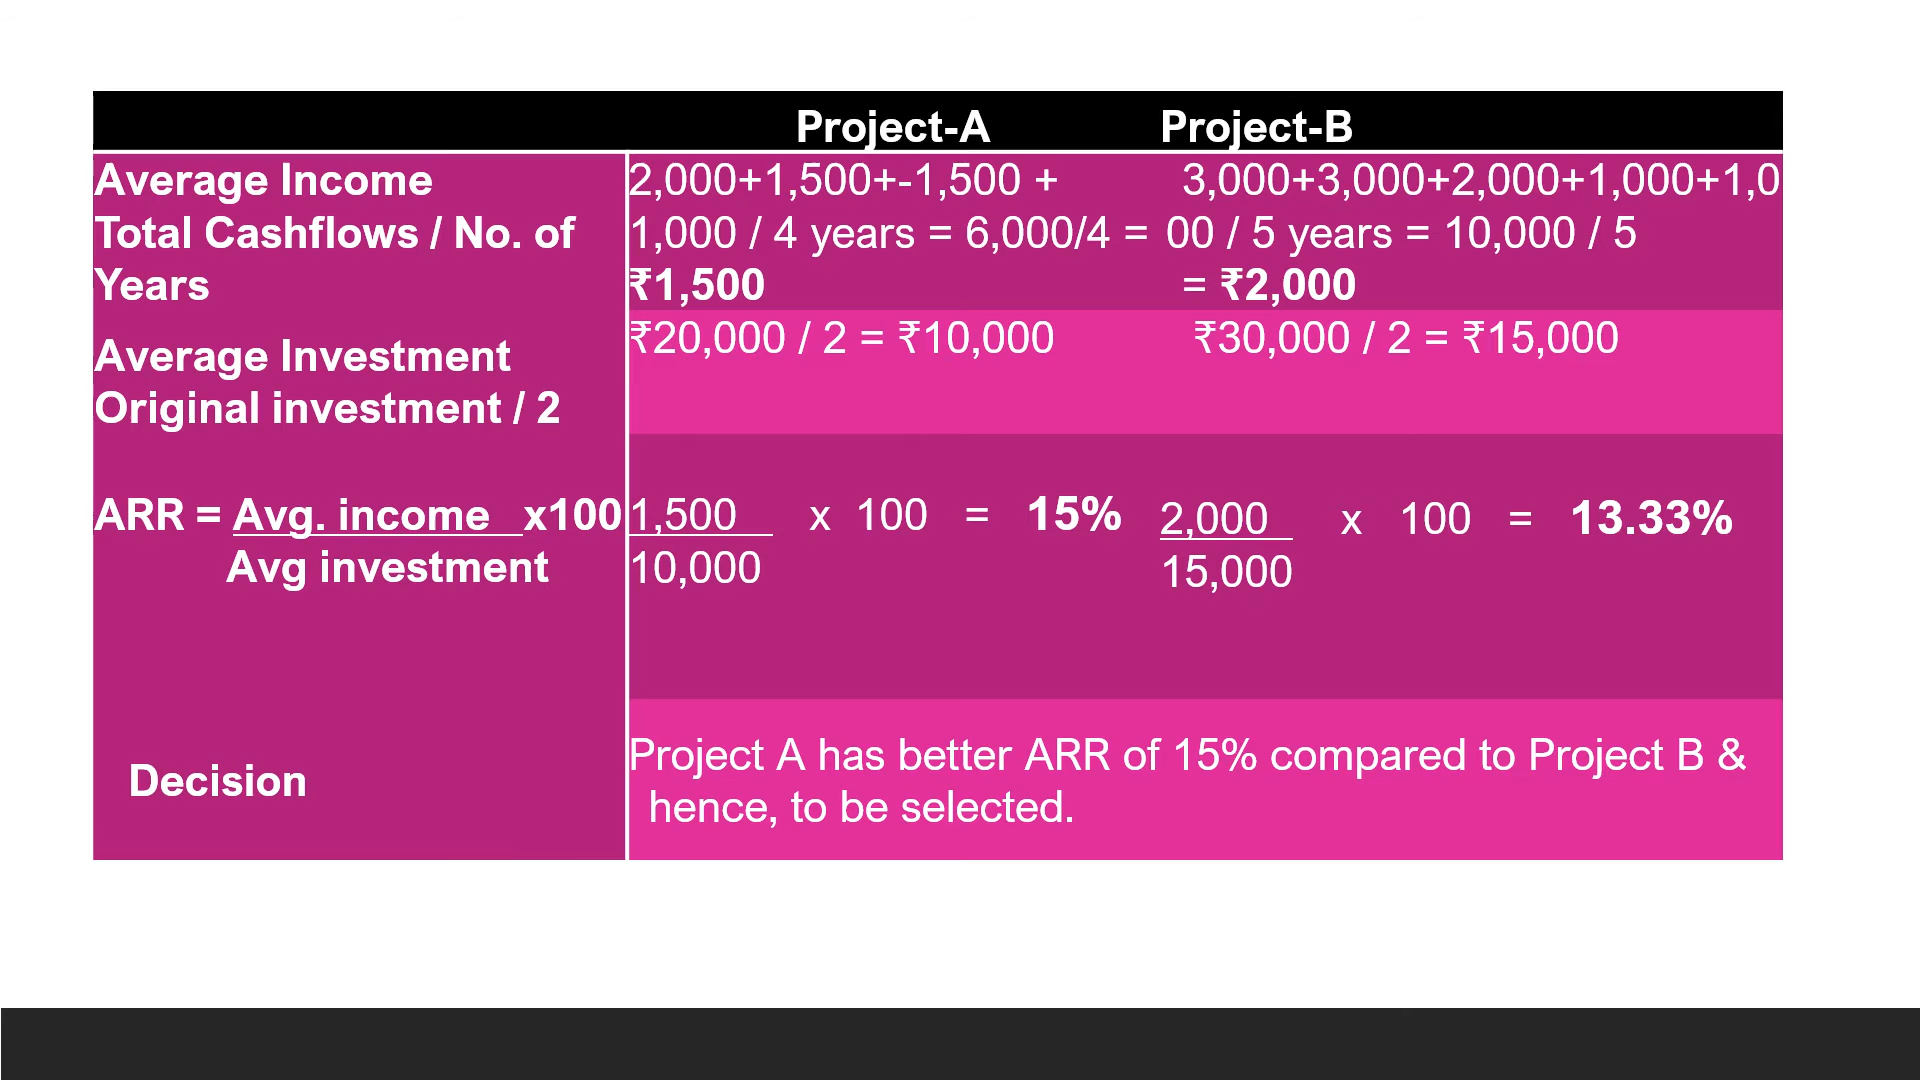 Project-A Project-B
Average Income
Total Cashflows / No. of
Years
2,000+1,500+-1,500 +
1,000 / 4 years = 6,000/4 =
₹1,500
3,000+3,000+2,000+1,000+1,0
00 / 5 years = 10,000 / 5
= ₹2,000
Average Investment
Original investment / 2
₹20,000 / 2 = ₹10,000
₹30,000 / 2 = ₹15,000
ARR = Avg. income x100
Avg investment
1,500 x 100 = 15%
10,000
2,000 x 100 = 13.33%
15,000
Decision
Project A has better ARR of 15% compared to Project B &
hence, to be selected.